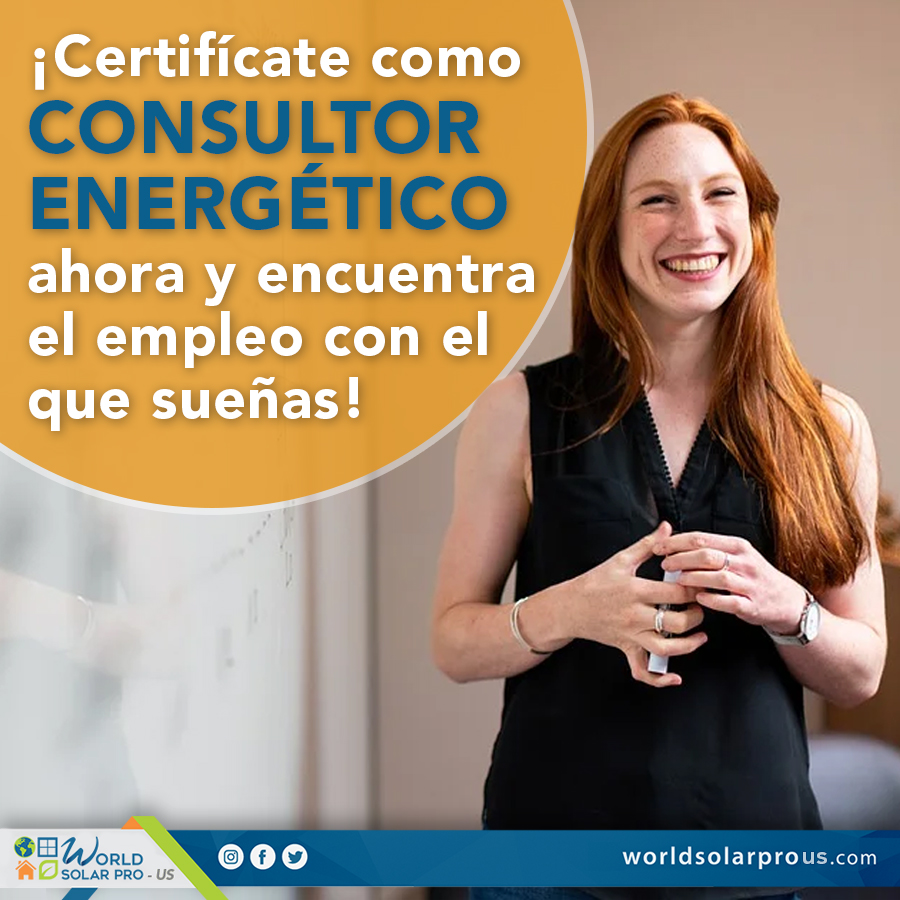 ¡Certifícate como
CONSULTOR
ENERGÉTICO
ahora y encuentra
el empleo con el
que sueñas!
WORLD
SOLAR PRO - US
worldsolarprous.com